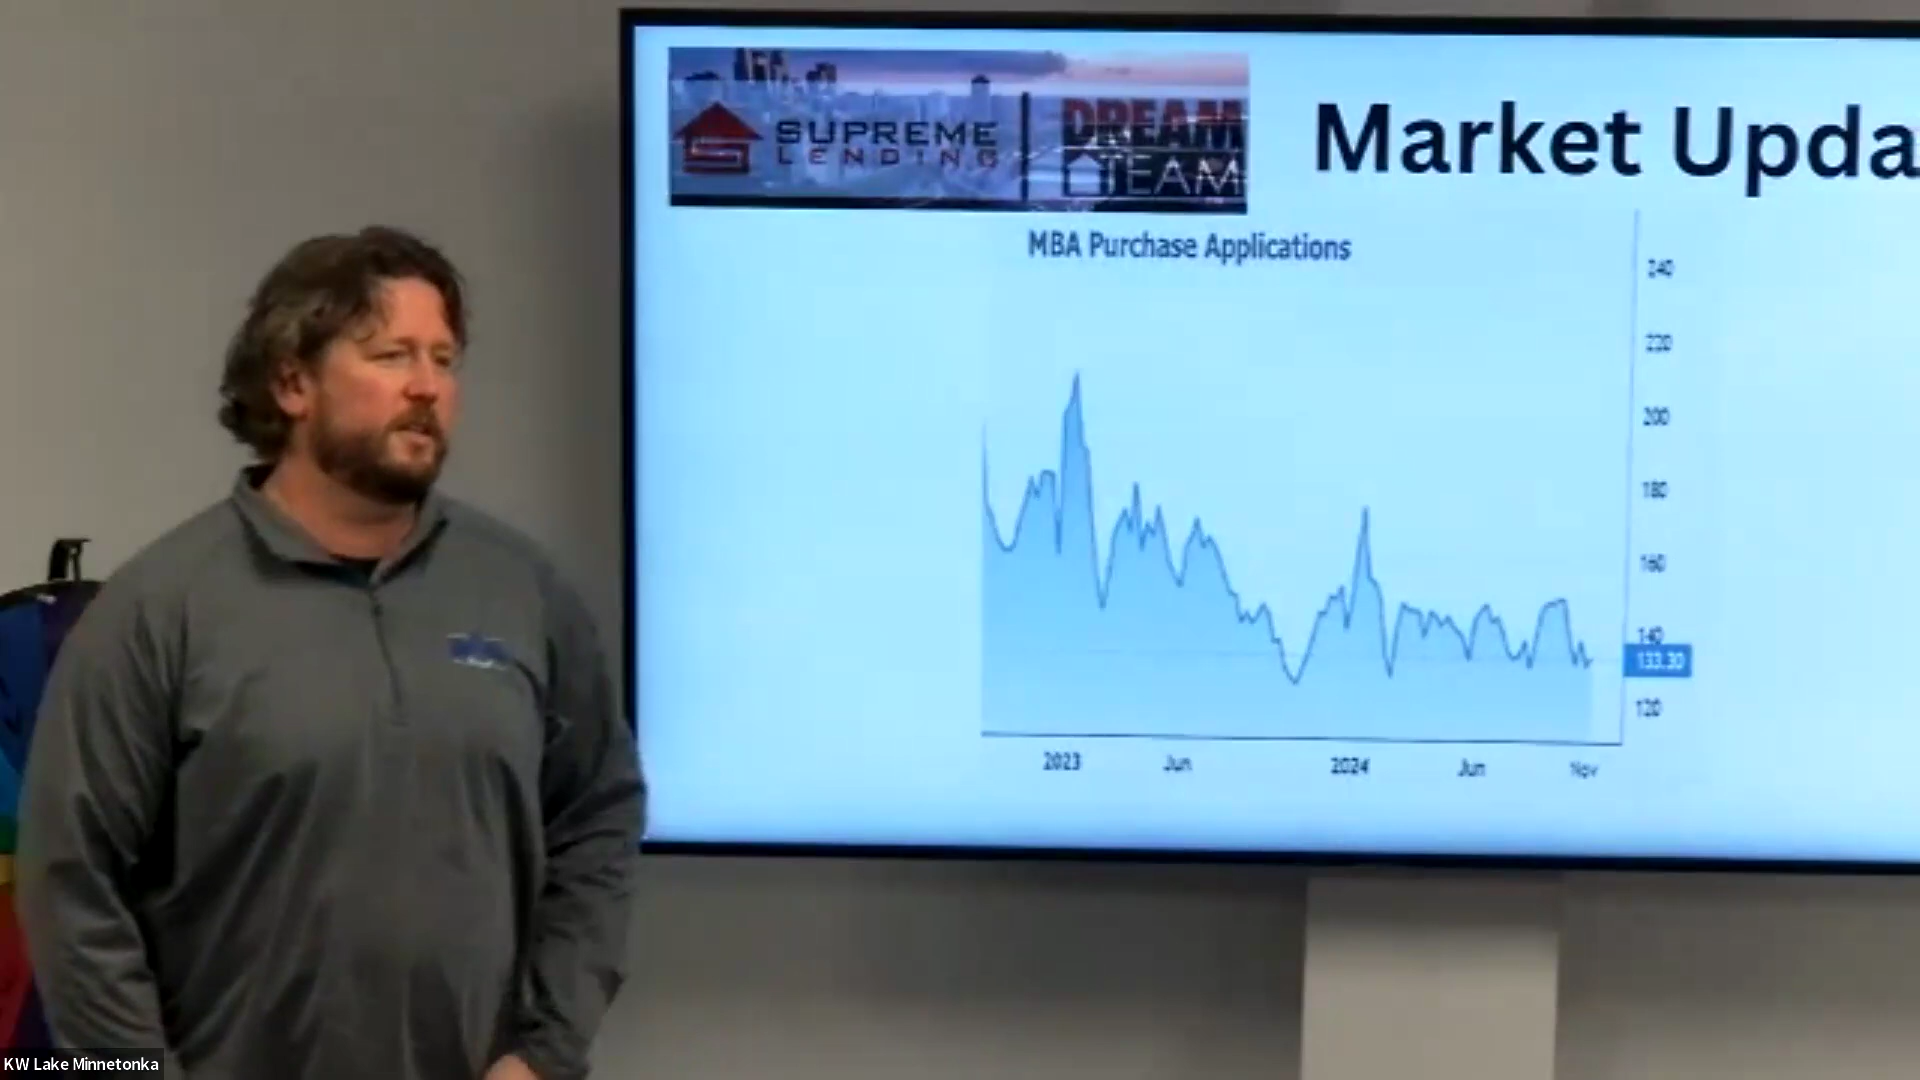 SUPREME
LENDING
DREAM
TEAM
Market Upda
MBA Purchase Applications
240
220
200
180
160
140
133.30
120
2023
Jun
2024
Jun
Nov
KW Lake Minnetonka